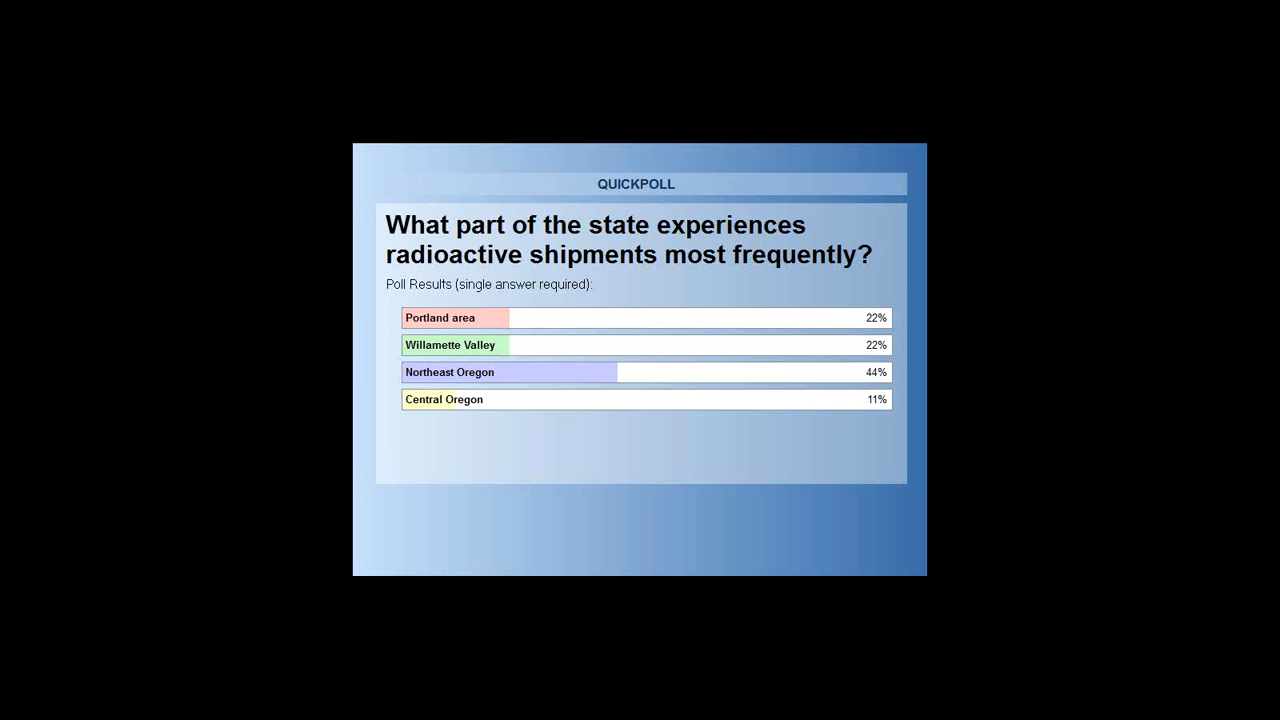 QUICKPOLL
What part of the state experiences
radioactive shipments most frequently?
Poll Results (single answer required):
Portland area 22%
Willamette Valley 22%
Northeast Oregon 44%
Central Oregon 11%